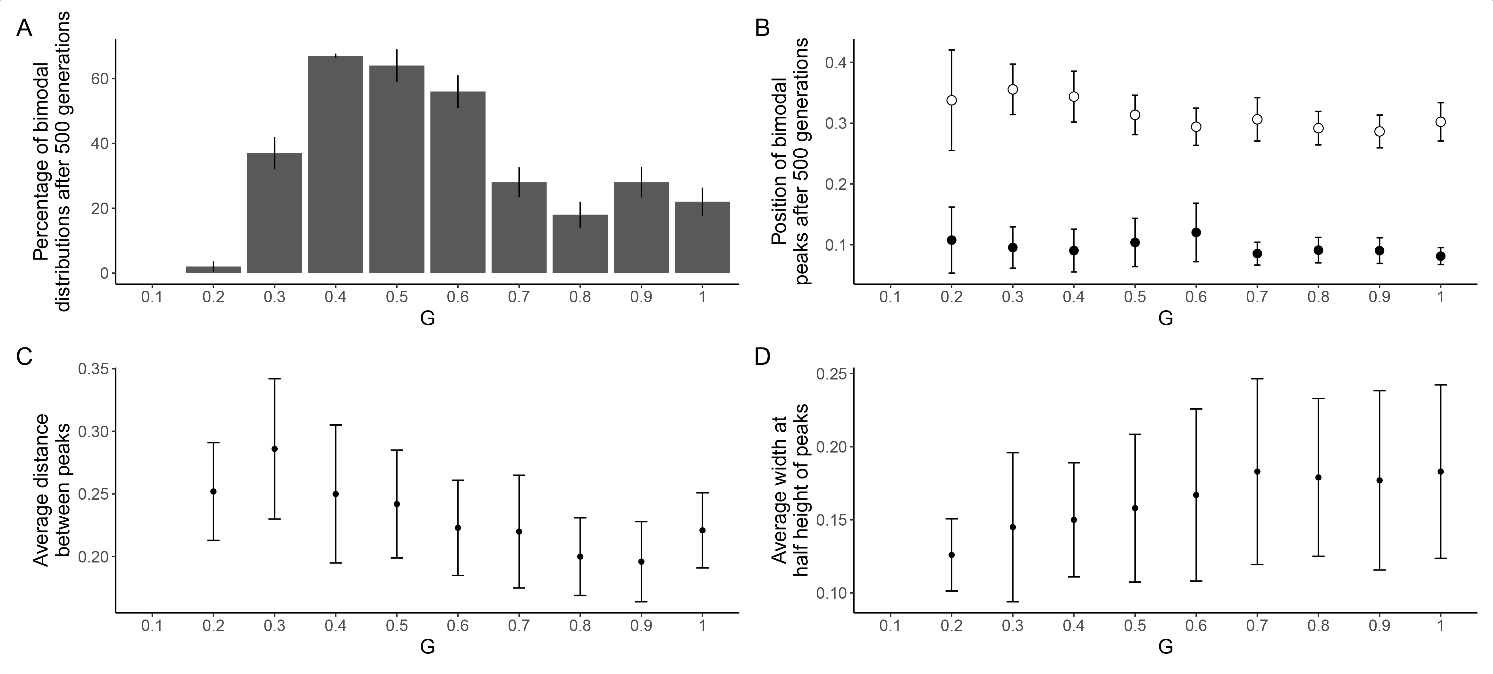 A
Percentage of bimodal
distributions after 500 generations
60
40
20
0
0.1 0.2 0.3 0.4 0.5 0.6 0.7 0.8 0.9 1
G
B
Position of bimodal
peaks after 500 generations
0.4
0.3
0.2
0.1
0.1 0.2 0.3 0.4 0.5 0.6 0.7 0.8 0.9 1
G
C
Average distance
between peaks
0.35
0.30
0.25
0.20
0.1 0.2 0.3 0.4 0.5 0.6 0.7 0.8 0.9 1
G
D
Average width at
half height of peaks
0.25
0.20
0.15
0.10
0.1 0.2 0.3 0.4 0.5 0.6 0.7 0.8 0.9 1
G